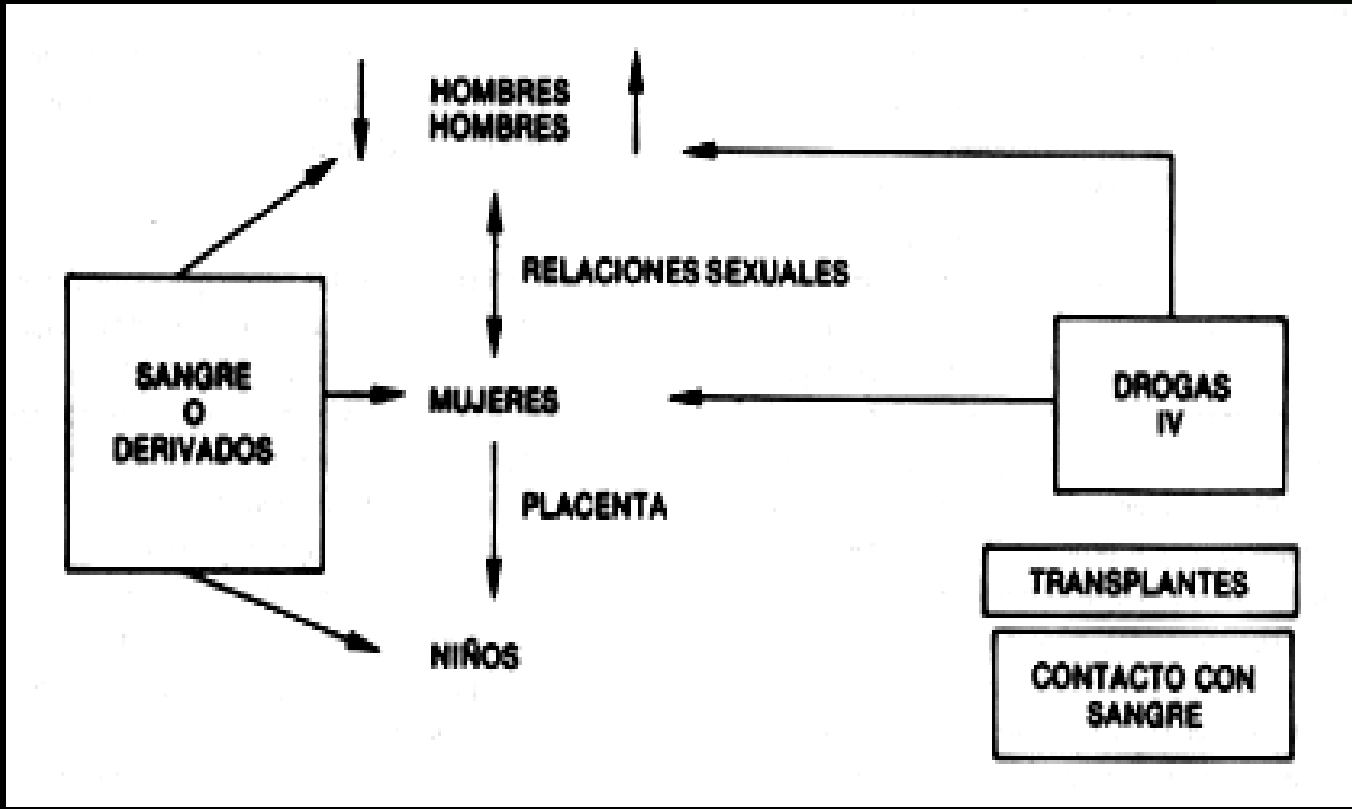 HOMBRES
HOMBRES
RELACIONES SEXUALES
SANGRE
O
DERIVADOS
MUJERES
DROGAS
IV
PLACENTA
TRANSPLANTES
NIÑOS
CONTACTO CON
SANGRE